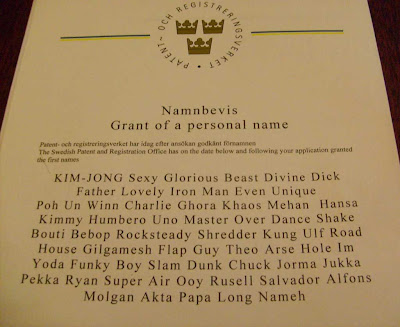 PATENT- OCH REGISTRERINGSVERKET
Namnbevis
Grant of a personal name
Patent- och registreringsverket har idag efter ansökan godkänt förnamnen
The Swedish Patent and Registration Office has on the date below and following your application granted
the first names
KIM-JONG Sexy Glorious Beast Divine Dick
Father Lovely Iron Man Even Unique
Poh Un Winn Charlie Ghora Khaos Mehan Hansa
Kimmy Humbero Uno Master Over Dance Shake
Bouti Bebop Rocksteady Shredder Kung Ulf Road
House Gilgamesh Flap Guy Theo Arse Hole Im
Yoda Funky Boy Slam Dunk Chuck Jorma Jukka
Pekka Ryan Super Air Ooy Rusell Salvador Alfons
Molgan Akta Papa Long Nameh